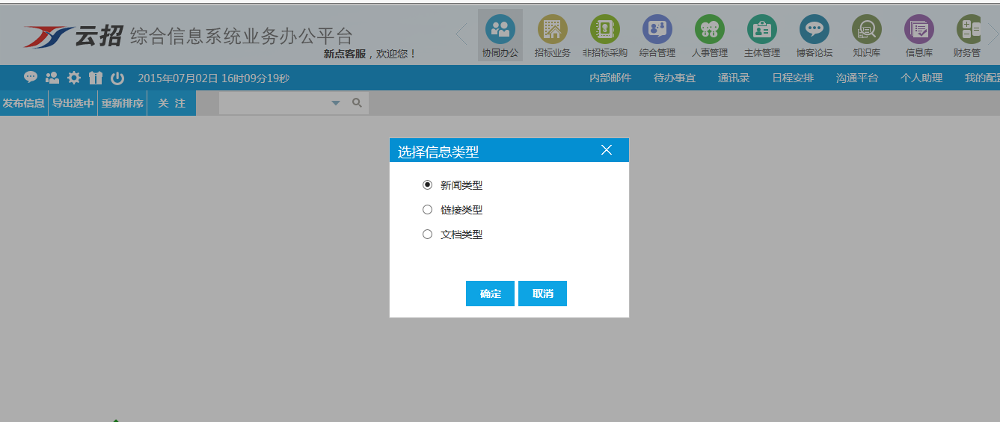 云招 综合信息系统业务办公平台
新点客服，欢迎您！
协同办公 招标业务 非招标采购 综合管理 人事管理 主体管理 博客论坛 知识库 信息库 财务管
2015年07月02日 16时09分19秒
内部邮件 待办事宜 通讯录 日程安排 沟通平台 个人助理 我的配置
发布信息 导出选中 重新排序 关 注
选择信息类型
新闻类型
链接类型
文档类型
确定 取消